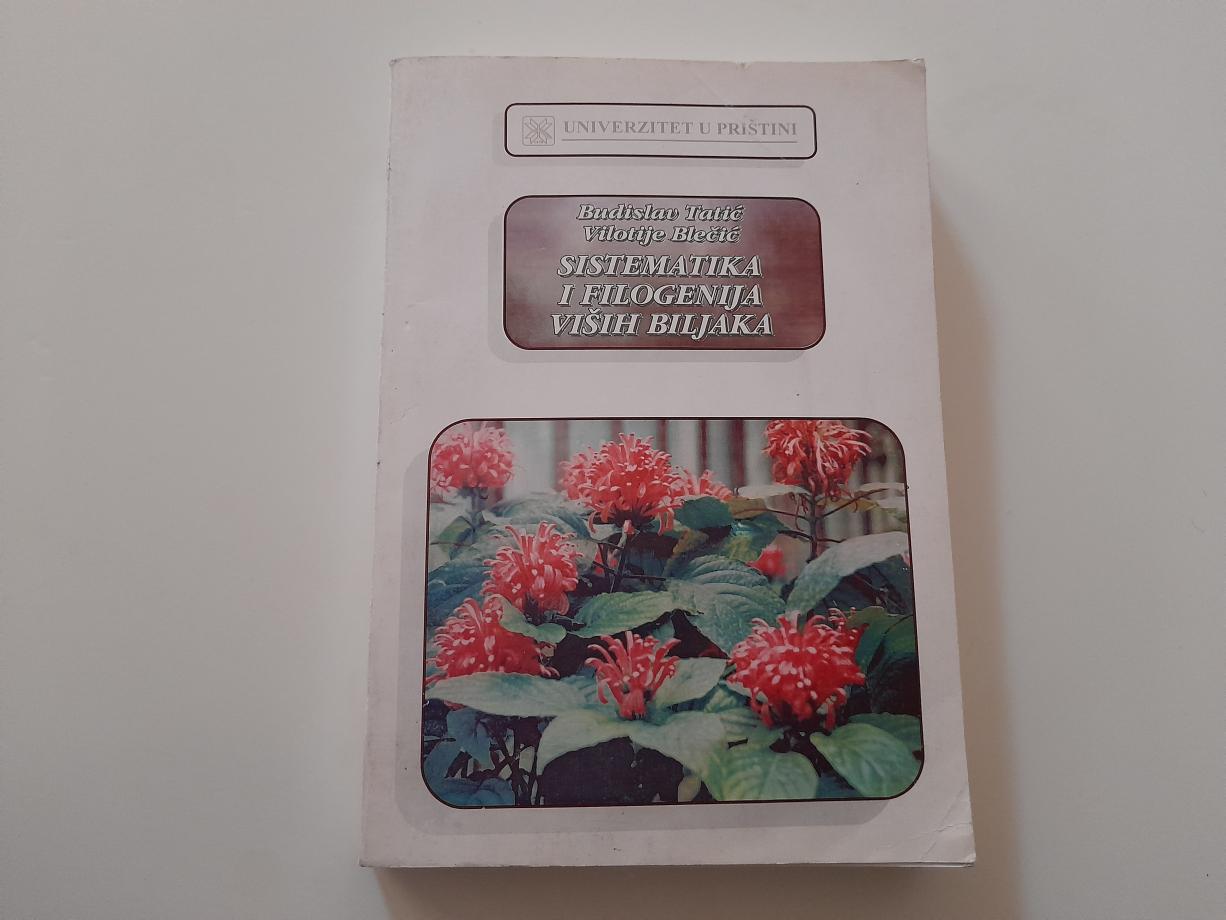 UNIVERZITET U PRIŠTINI
Budislav Tatić
Vilotije Blečić
SISTEMATIKA
I FILOGENIJA
VIŠIH BILJAKA